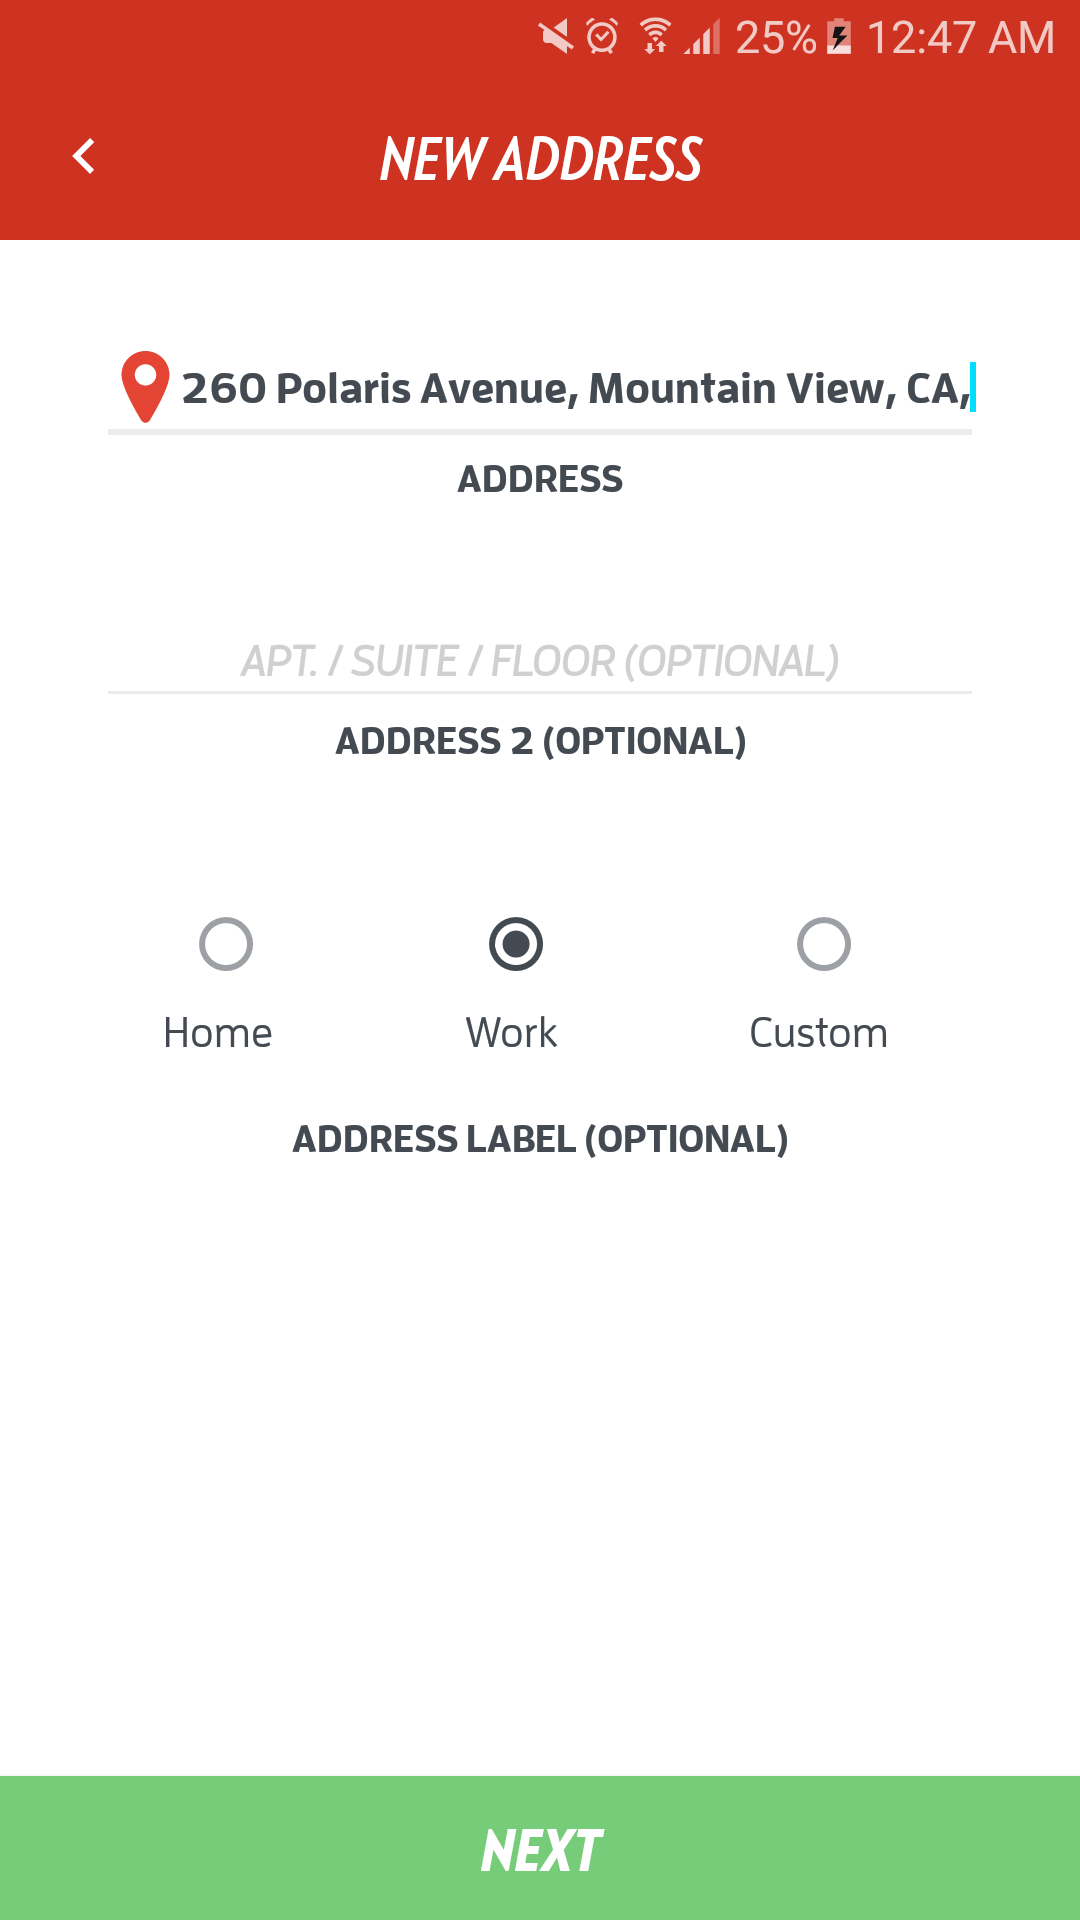 25% 12:47 AM
NEW ADDRESS
260 Polaris Avenue, Mountain View, CA,
ADDRESS
APT. / SUITE / FLOOR (OPTIONAL)
ADDRESS 2 (OPTIONAL)
Home Work Custom
ADDRESS LABEL (OPTIONAL)
NEXT